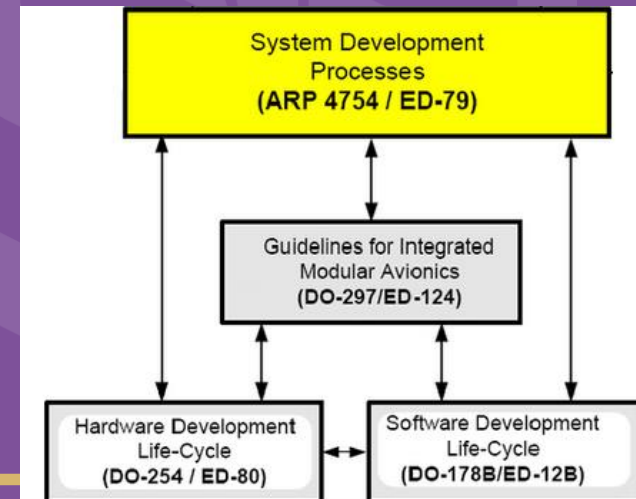 System Development
Processes
(ARP 4754 / ED-79)
Guidelines for Integrated
Modular Avionics
(DO-297/ED-124)
Hardware Development
Life-Cycle
(DO-254 / ED-80)
Software Development
Life-Cycle
(DO-178B/ED-12B)